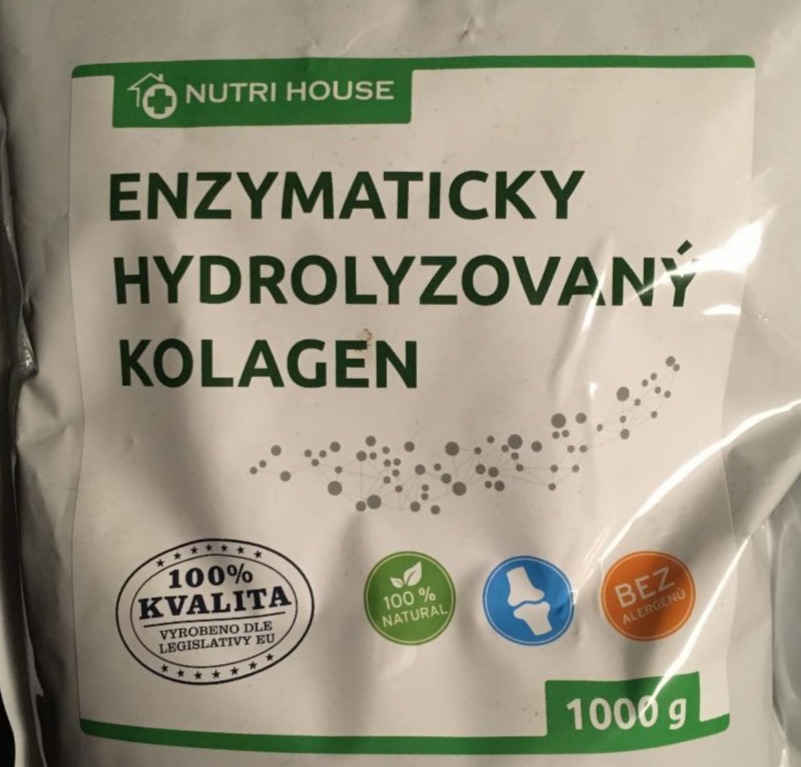 NUTRI HOUSE
ENZYMATICKY
HYDROLYZOVANÝ
KOLAGEN
100%
KVALITA
VYROBENO DLE
LEGISLATIVY EU
100 %
NATURAL
BEZ
ALERGENŮ
1000 g